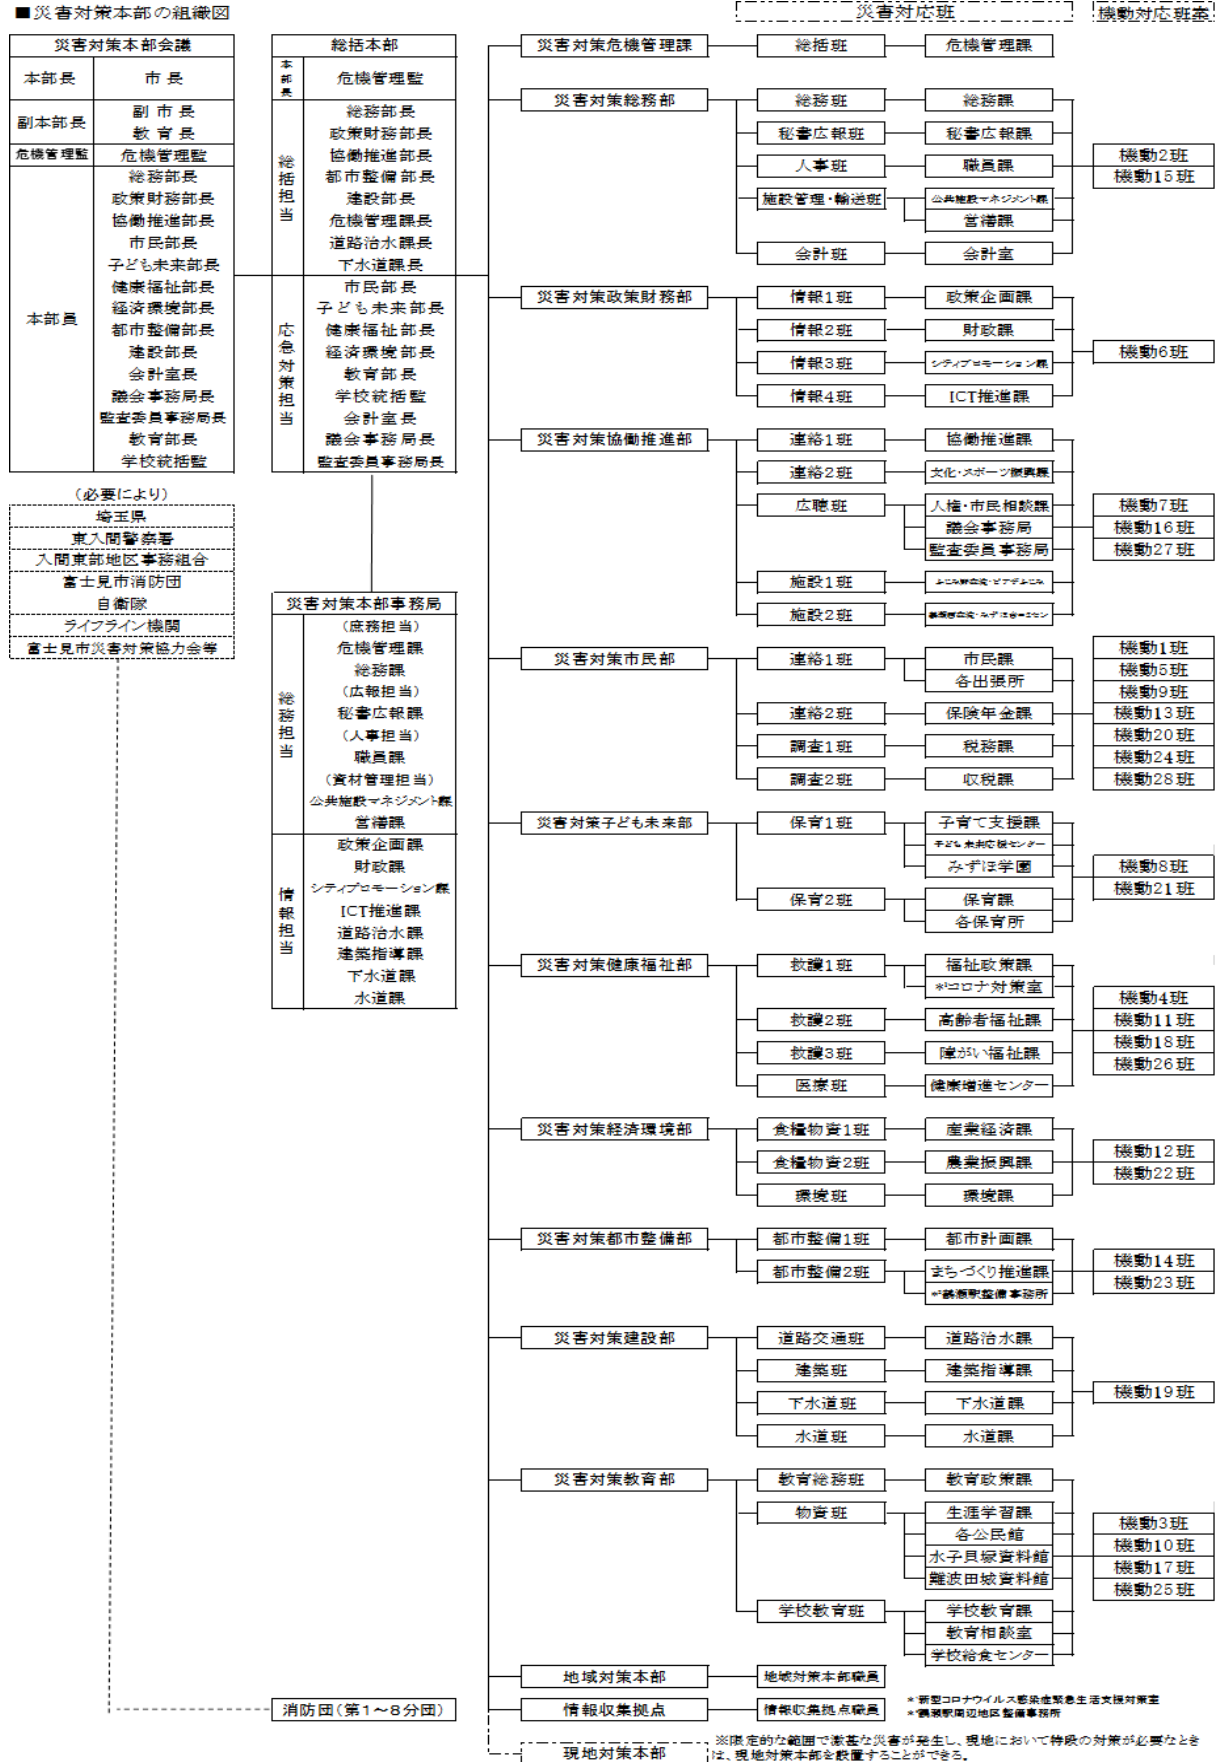 ■災害対策本部の組織図
災害対応班
機動対応班案
災害対策本部会議
本部長
市長
副本部長
副市長
教育長
危機管理監
危機管理監
本部員
総務部長
政策財務部長
協働推進部長
市民部長
子ども未来部長
健康福祉部長
経済環境部長
都市整備部長
建設部長
会計室長
議会事務局長
監査委員事務局長
教育部長
学校統括監
(必要により)
埼玉県
東入間警察署
入間東部地区事務組合
富士見市消防団
自衛隊
ライフライン機関
富士見市災害対策協力会等
総括本部
本部長
危機管理監
総括担当
総務部長
政策財務部長
協働推進部長
都市整備部長
建設部長
危機管理課長
道路治水課長
下水道課長
応急対策担当
市民部長
子ども未来部長
健康福祉部長
経済環境部長
教育部長
学校統括監
会計室長
議会事務局長
監査委員事務局長
災害対策本部事務局
総務担当
(庶務担当)
危機管理課
総務課
(広報担当)
秘書広報課
(人事担当)
職員課
(資材管理担当)
公共施設マネジメント課
営繕課
情報担当
政策企画課
財政課
シティプロモーション課
ICT推進課
道路治水課
建築指導課
下水道課
水道課
消防団(第1～8分団)
災害対策危機管理課
総括班
危機管理課
災害対策総務部
総務班
総務課
秘書広報班
秘書広報課
人事班
職員課
施設管理・輸送班
公共施設マネジメント課
営繕課
会計班
会計室
機動2班
機動15班
災害対策政策財務部
情報1班
政策企画課
情報2班
財政課
情報3班
シティプロモーション課
情報4班
ICT推進課
機動6班
災害対策協働推進部
連絡1班
協働推進課
連絡2班
文化・スポーツ振興課
広聴班
人権・市民相談課
議会事務局
監査委員事務局
施設1班
施設2班
機動7班
機動16班
機動27班
災害対策市民部
連絡1班
市民課
各出張所
連絡2班
保険年金課
調査1班
税務課
調査2班
収税課
機動1班
機動5班
機動9班
機動13班
機動20班
機動24班
機動28班
災害対策子ども未来部
保育1班
子育て支援課
子ども未来応援センター
みずほ学園
保育2班
保育課
各保育所
機動8班
機動21班
災害対策健康福祉部
救護1班
福祉政策課
*¹コロナ対策室
救護2班
高齢者福祉課
救護3班
障がい福祉課
医療班
健康増進センター
機動4班
機動11班
機動18班
機動26班
災害対策経済環境部
食糧物資1班
産業経済課
食糧物資2班
農業振興課
環境班
環境課
機動12班
機動22班
災害対策都市整備部
都市整備1班
都市計画課
都市整備2班
まちづくり推進課
*²鶴瀬駅整備事務所
機動14班
機動23班
災害対策建設部
道路交通班
道路治水課
建築班
建築指導課
下水道班
下水道課
水道班
水道課
機動19班
災害対策教育部
教育総務班
教育政策課
物資班
生涯学習課
各公民館
水子貝塚資料館
難波田城資料館
学校教育班
学校教育課
教育相談室
学校給食センター
機動3班
機動10班
機動17班
機動25班
地域対策本部
地域対策本部職員
情報収集拠点
情報収集拠点職員
*¹新型コロナウイルス感染症緊急生活支援対策室
*²鶴瀬駅周辺地区整備事務所
現地対策本部
※限定的な範囲で激甚な災害が発生し、現地において特段の対策が必要なとき
は、現地対策本部を設置することができる。